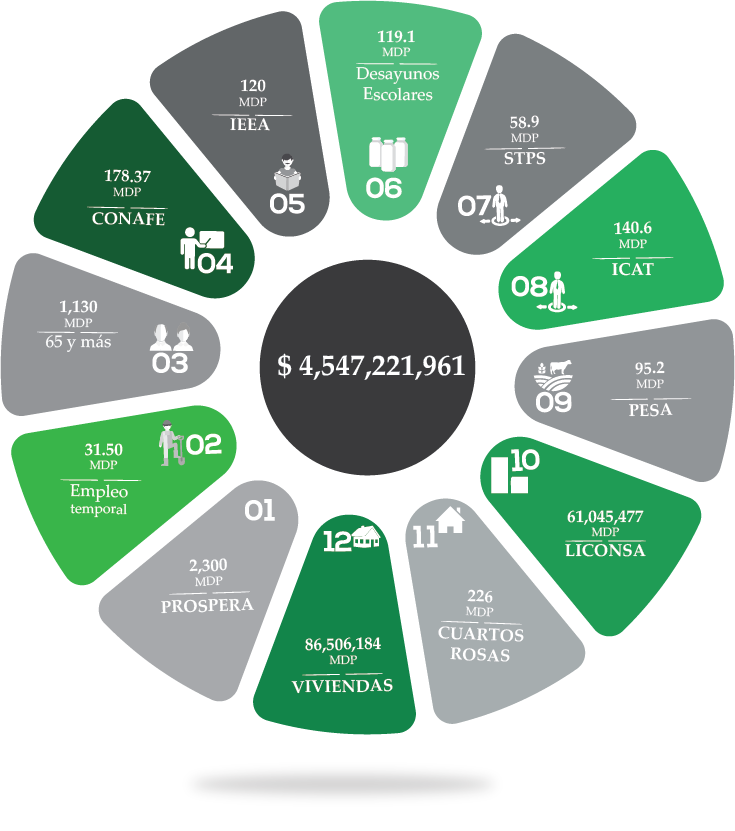 119.1
MDP
Desayunos
Escolares
06
58.9
MDP
STPS
07
140.6
MDP
ICAT
08
95.2
MDP
PESA
09
10
61,045,477
MDP
LICONSA
11
226
MDP
CUARTOS
ROSAS
12
86,506,184
MDP
VIVIENDAS
01
2,300
MDP
PROSPERA
02
31.50
MDP
Empleo
temporal
1,130
MDP
65 y más
03
178.37
MDP
CONAFE
04
120
MDP
IEEA
05
$ 4,547,221,961